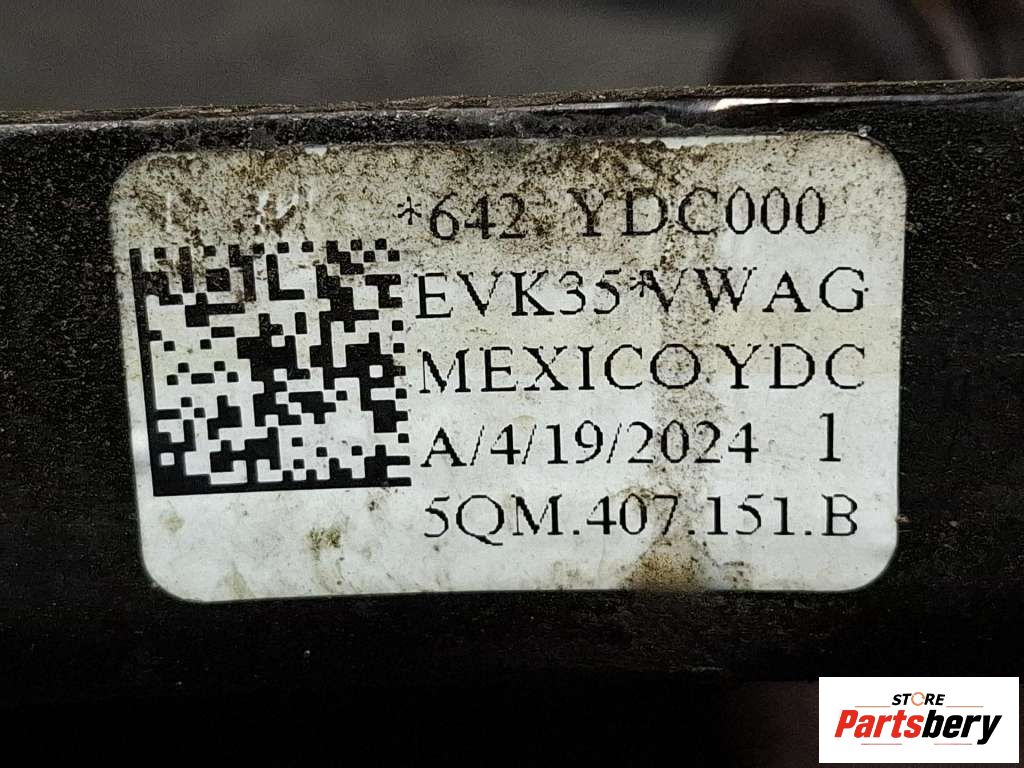 *642 YDC000
EVK35*VWAG
MEXICO YDC
A/4/19/2024 1
5QM.407.151.B
STORE
Partsbery